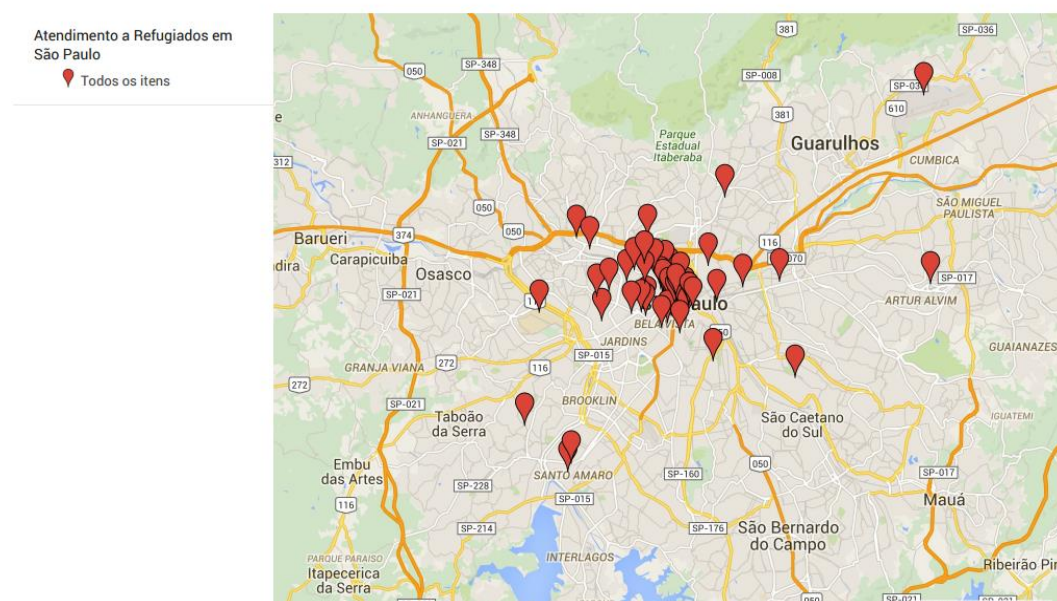 Atendimento a Refugiados em
São Paulo
Todos os itens
381
SP-036
SP-348
050
SP-008
610
ANHANGUERA
SP-348
381
Parque
Estadual
Itaberaba
Guarulhos
SP-021
CUMBICA
312
050
SÃO MIGUEL
PAULISTA
Barueri
374
050
116
Carapicuíba
070
Osasco
SP-017
SP-021
ARTUR ALVIM
BELA VISTA
JARDINS
GUAIANAZES
SP-015
GRANJA VIANA
272
116
272
SP-021
BROOKLIN
IGUATEMI
Taboão
da Serra
São Caetano
do Sul
Embu
das Artes
SANTO AMARO
050
SP-160
SP-017
SP-228
116
SP-015
Mauá
SP-214
SP-176
São Bernardo
do Campo
INTERLAGOS
PARQUE PARAISO
Itapecerica
da Serra
Ribeirão Pir
050
SP-021